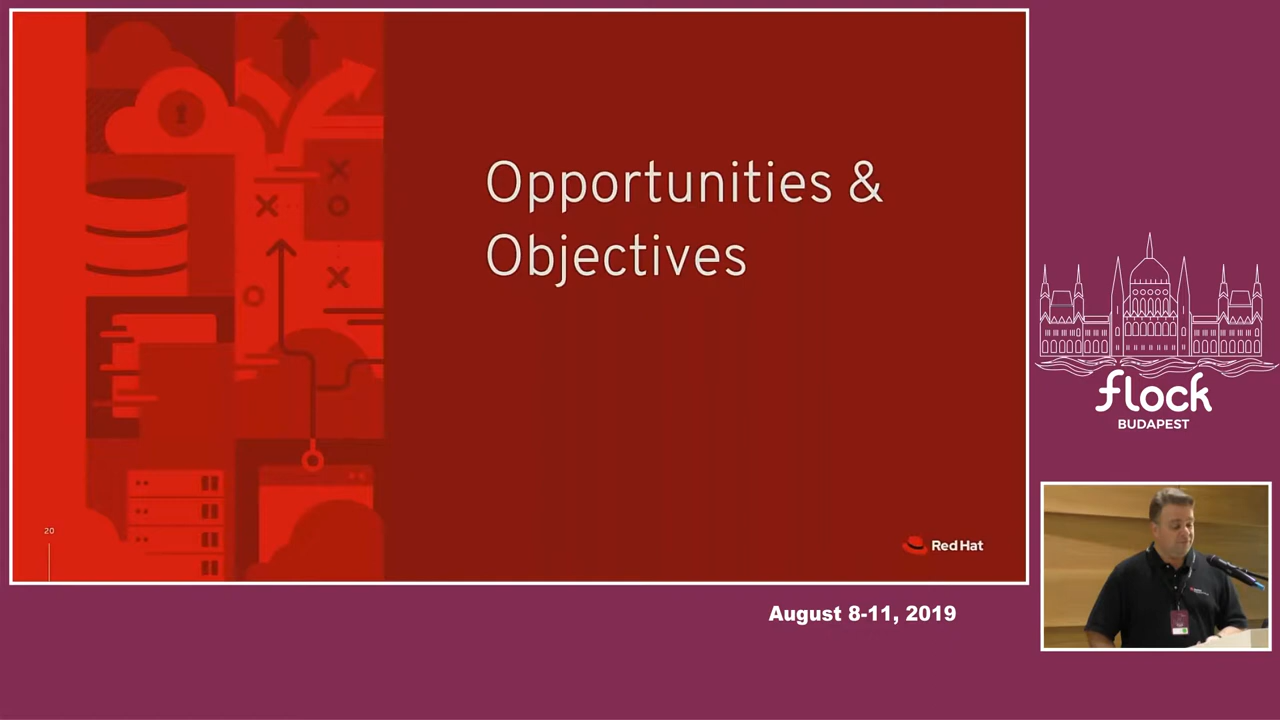 Opportunities &
Objectives
20
Red Hat
flock
BUDAPEST
August 8-11, 2019